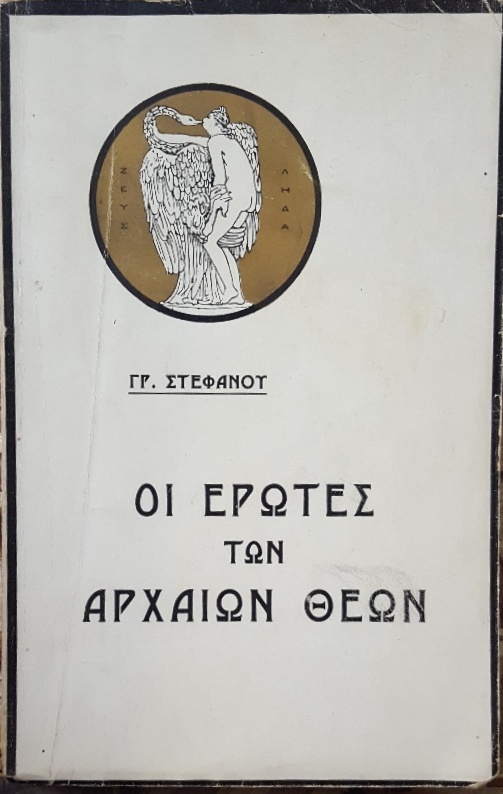 ΖΕΥΣ
ΛΗΔΑ
ΓΡ. ΣΤΕΦΑΝΟΥ
ΟΙ ΕΡΩΤΕΣ
ΤΩΝ
ΑΡΧΑΙΩΝ ΘΕΩΝ